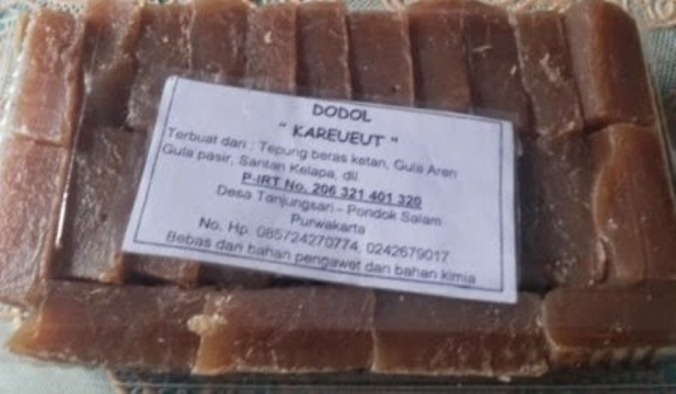 DODOL
" KAREUEUT "
Terbuat dari : Tepung beras ketan, Gula Aren
Gula pasir, Santan Kelapa, dll
P-IRT No. 206 321 401 320
Desa Tanjungsari - Pondok Salam
Purwakarta
No. Hp. 085724270774, 0242679017
Bebas dari bahan pengawet dan bahan kimia